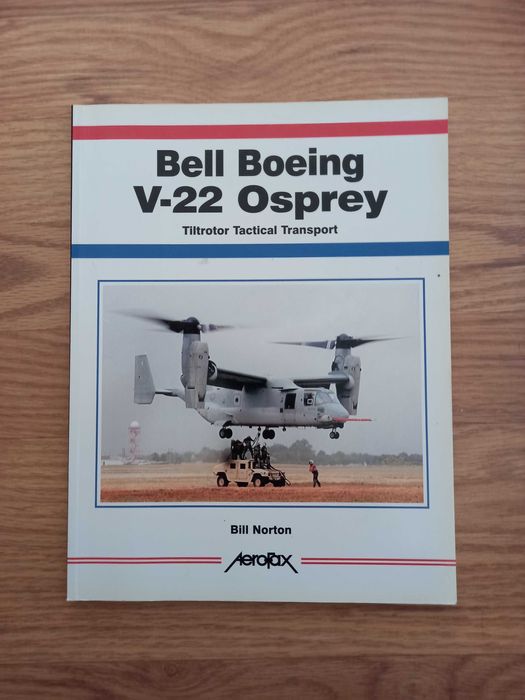 Bell Boeing
V-22 Osprey
Tiltrotor Tactical Transport
Bill Norton
Aerofax